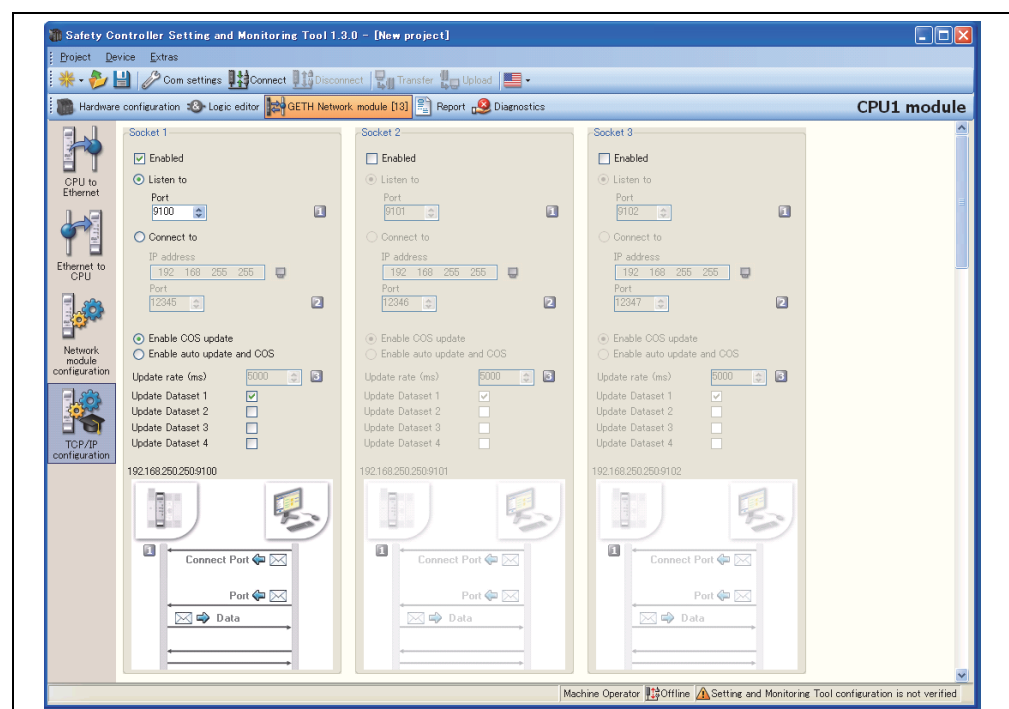 Safety Controller Setting and Monitoring Tool 1.3.0 - [New project]
Project Device Extras
Com settings Connect Disconnect Transfer Upload
Hardware configuration Logic editor GETH Network module [13] Report Diagnostics CPU1 module
CPU to
Ethernet
Ethernet to
CPU
Network
module
configuration
TCP/IP
configuration
Socket 1
Enabled
Listen to
Port
9100
1
Connect to
IP address
192 168 255 255
Port
12345
2
Enable COS update
Enable auto update and COS
Update rate (ms) 5000 3
Update Dataset 1
Update Dataset 2
Update Dataset 3
Update Dataset 4
192.168.250.250:9100
1
Connect Port
Port
Data
Socket 2
Enabled
Listen to
Port
9101
1
Connect to
IP address
192 168 255 255
Port
12346
2
Enable COS update
Enable auto update and COS
Update rate (ms) 5000 3
Update Dataset 1
Update Dataset 2
Update Dataset 3
Update Dataset 4
192.168.250.250:9101
1
Connect Port
Port
Data
Socket 3
Enabled
Listen to
Port
9102
1
Connect to
IP address
192 168 255 255
Port
12347
2
Enable COS update
Enable auto update and COS
Update rate (ms) 5000 3
Update Dataset 1
Update Dataset 2
Update Dataset 3
Update Dataset 4
192.168.250.250:9102
1
Connect Port
Port
Data
Machine Operator Offline Setting and Monitoring Tool configuration is not verified